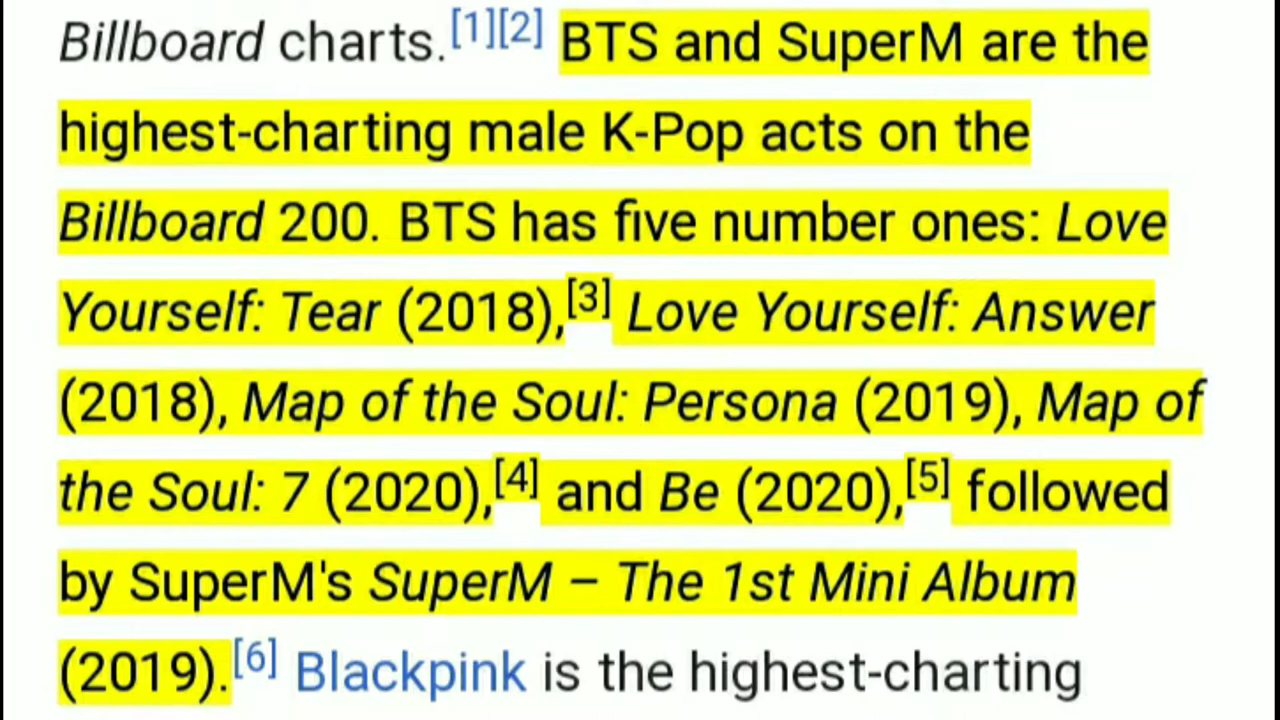 Billboard charts.[1][2] BTS and SuperM are the
highest-charting male K-Pop acts on the
Billboard 200. BTS has five number ones: Love
Yourself: Tear (2018),[3] Love Yourself: Answer
(2018), Map of the Soul: Persona (2019), Map of
the Soul: 7 (2020),[4] and Be (2020),[5] followed
by SuperM's SuperM – The 1st Mini Album
(2019).[6] Blackpink is the highest-charting